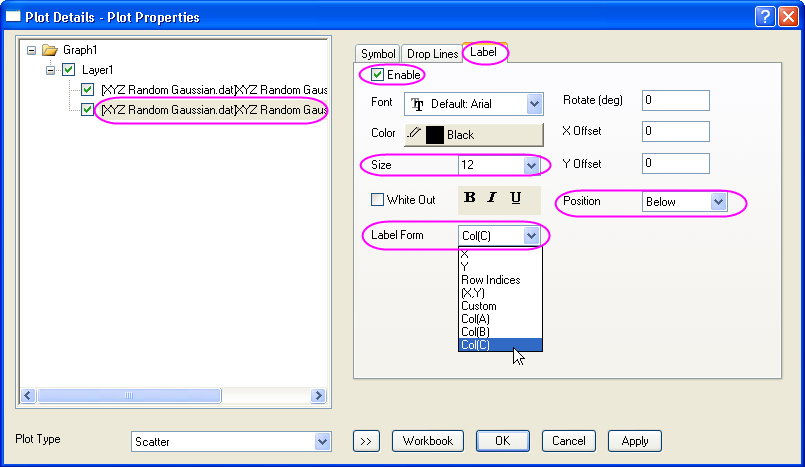 Plot Details - Plot Properties
Graph1
Layer1
[XYZ Random Gaussian.dat]XYZ Random Gaus
[XYZ Random Gaussian.dat]XYZ Random Gaus
Symbol Drop Lines Label
Enable
Font Default: Arial Rotate (deg) 0
Color Black X Offset 0
Size 12 Y Offset 0
White Out B I U Position Below
Label Form Col(C)
X
Y
Row Indices
(X,Y)
Custom
Col(A)
Col(B)
Col(C)
Plot Type Scatter >> Workbook OK Cancel Apply